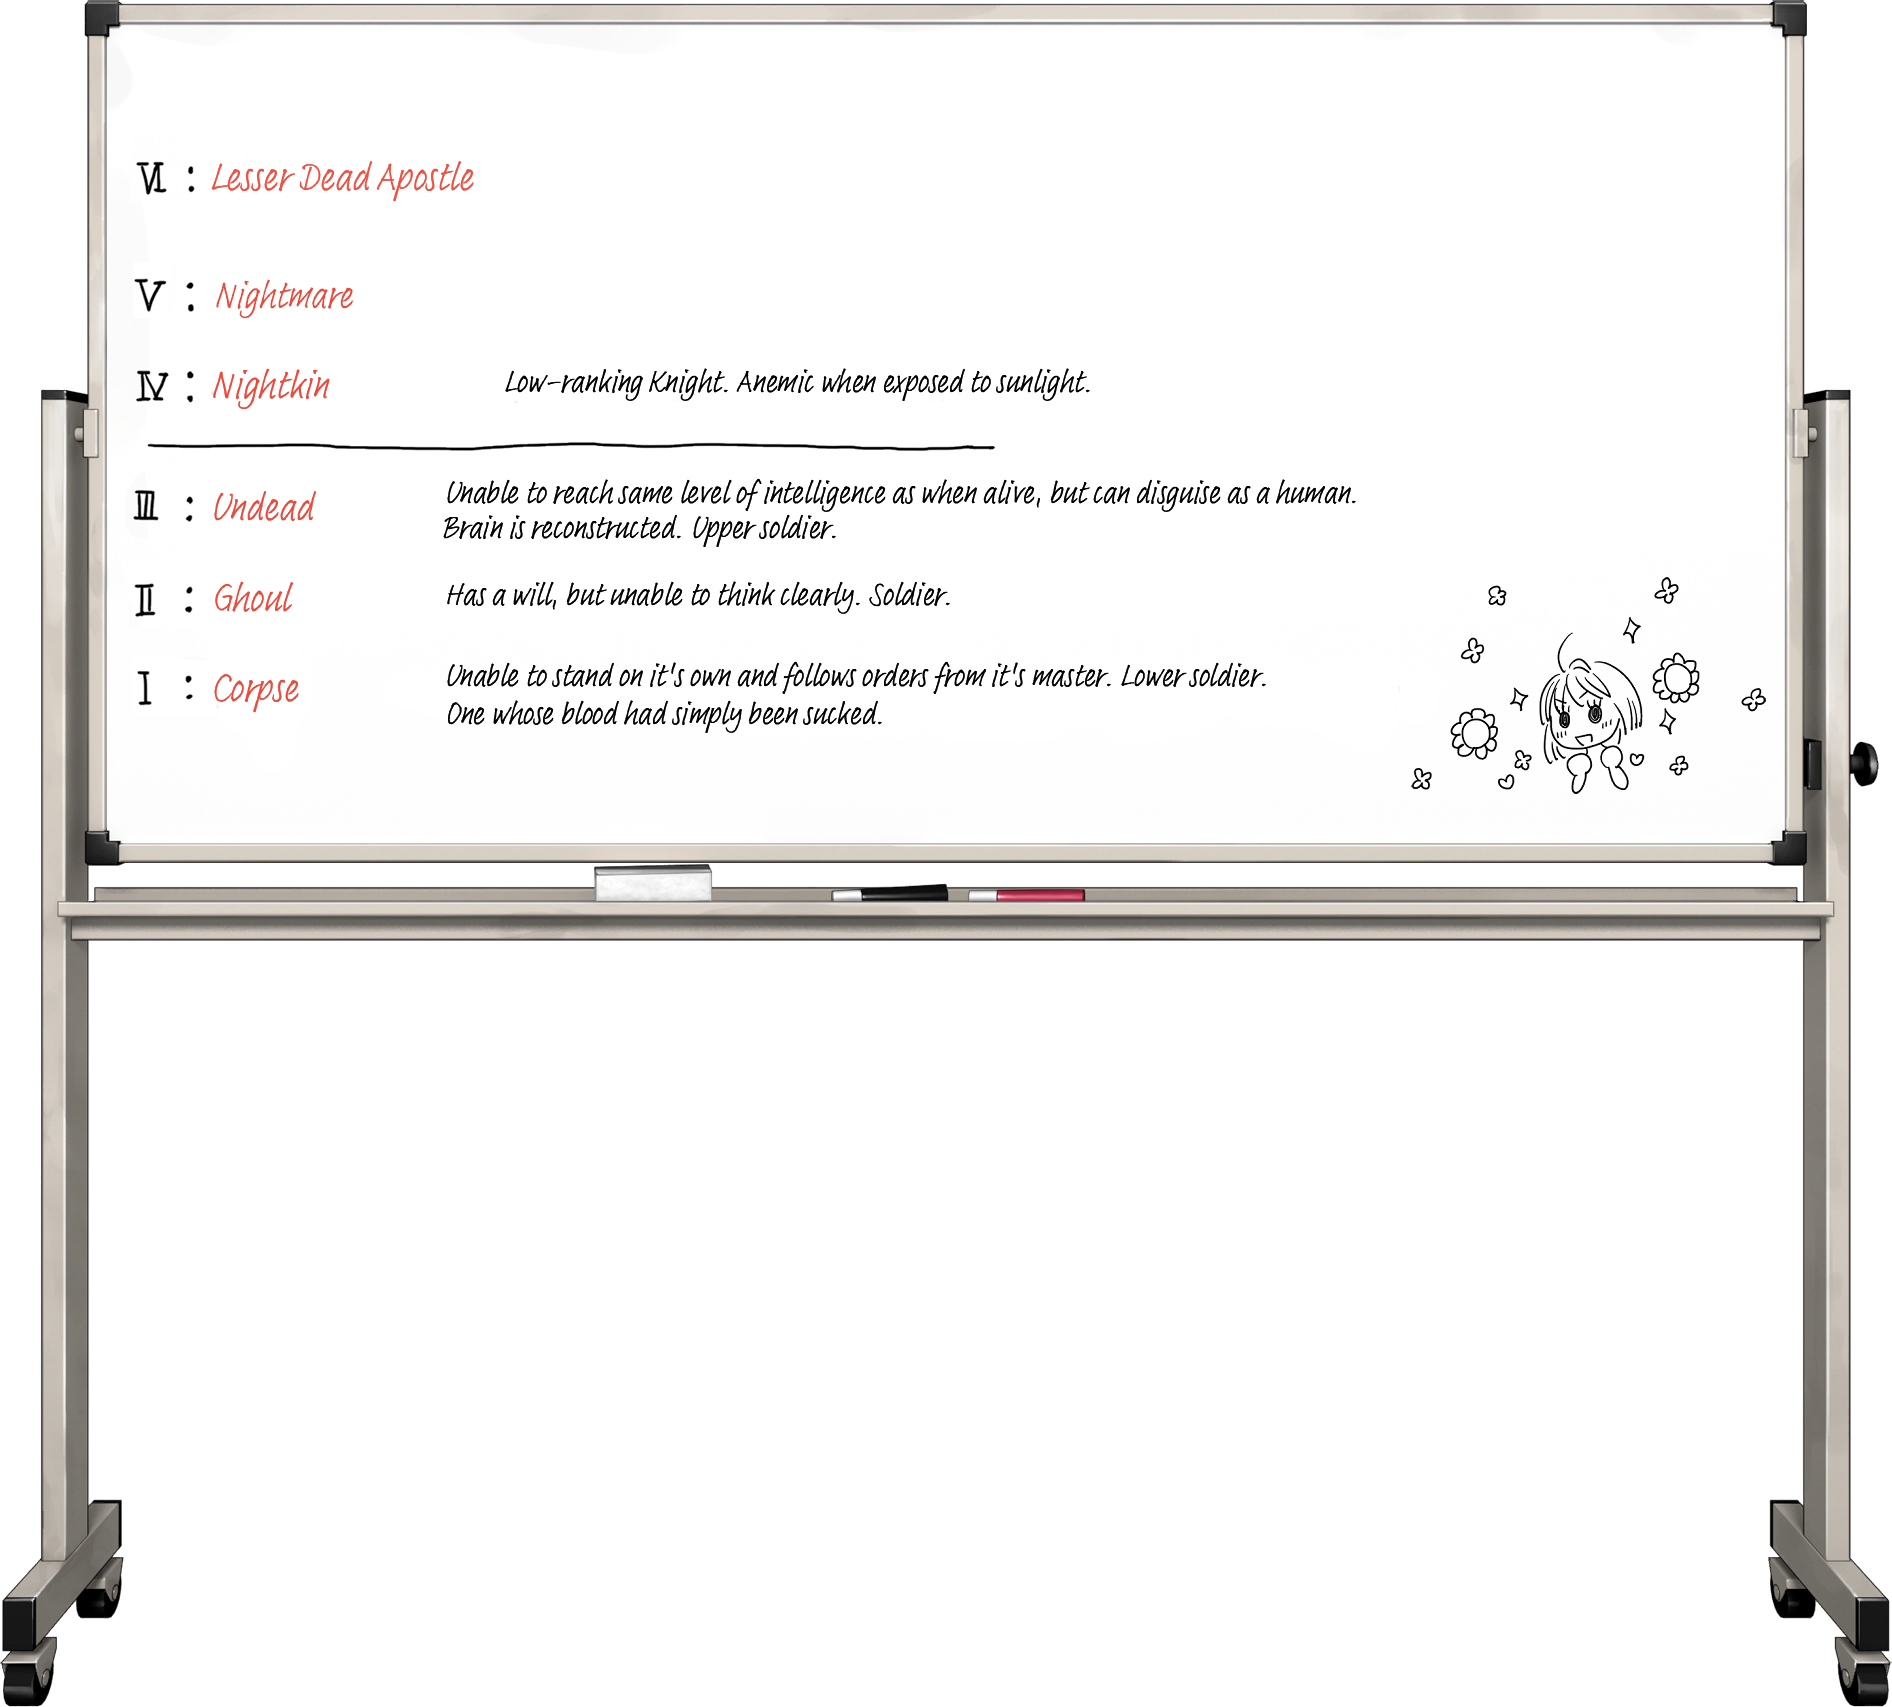 VI : Lesser Dead Apostle
V : Nightmare
IV : Nightkin Low-ranking Knight. Anemic when exposed to sunlight.
III : Undead Unable to reach same level of intelligence as when alive, but can disguise as a human.
Brain is reconstructed. Upper soldier.
II : Ghoul Has a will, but unable to think clearly. Soldier.
I : Corpse Unable to stand on it's own and follows orders from it's master. Lower soldier.
One whose blood had simply been sucked.